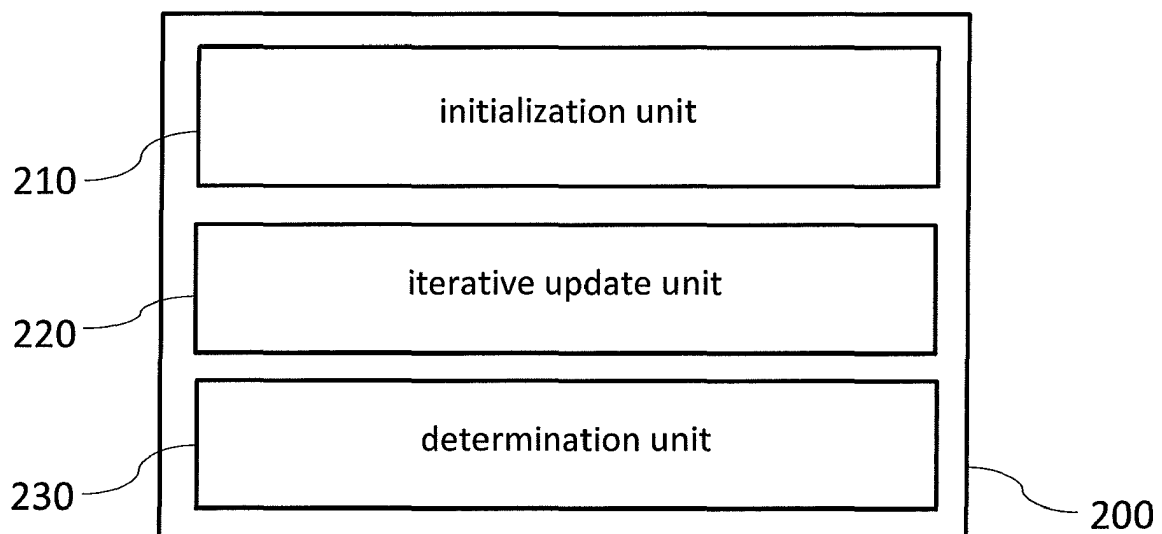 initialization unit
210
iterative update unit
220
determination unit
230
200